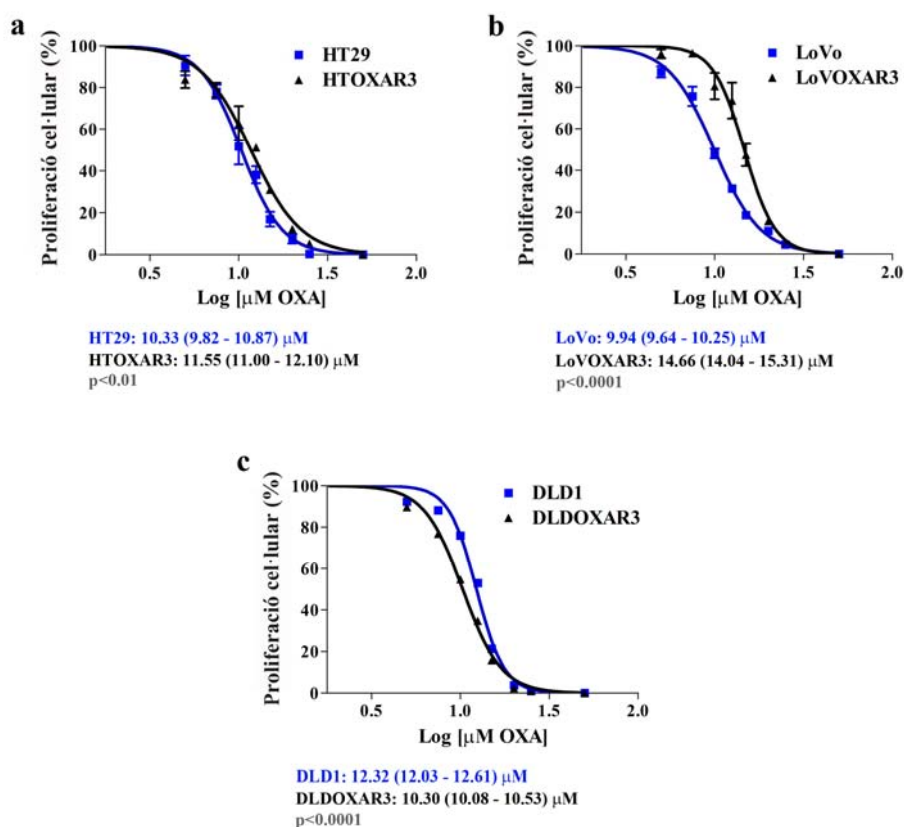 a
Proliferació cel·lular (%)
100
80
60
40
20
0
0.5
1.0
1.5
2.0
Log [μM OXA]
HT29
HTOXAR3
HT29: 10.33 (9.82 - 10.87) μM
HTOXAR3: 11.55 (11.00 - 12.10) μM
p<0.01
b
Proliferació cel·lular (%)
100
80
60
40
20
0
0.5
1.0
1.5
2.0
Log [μM OXA]
LoVo
LoVOXAR3
LoVo: 9.94 (9.64 - 10.25) μM
LoVOXAR3: 14.66 (14.04 - 15.31) μM
p<0.0001
c
Proliferació cel·lular (%)
100
80
60
40
20
0
0.5
1.0
1.5
2.0
Log [μM OXA]
DLD1
DLDOXAR3
DLD1: 12.32 (12.03 - 12.61) μM
DLDOXAR3: 10.30 (10.08 - 10.53) μM
p<0.0001